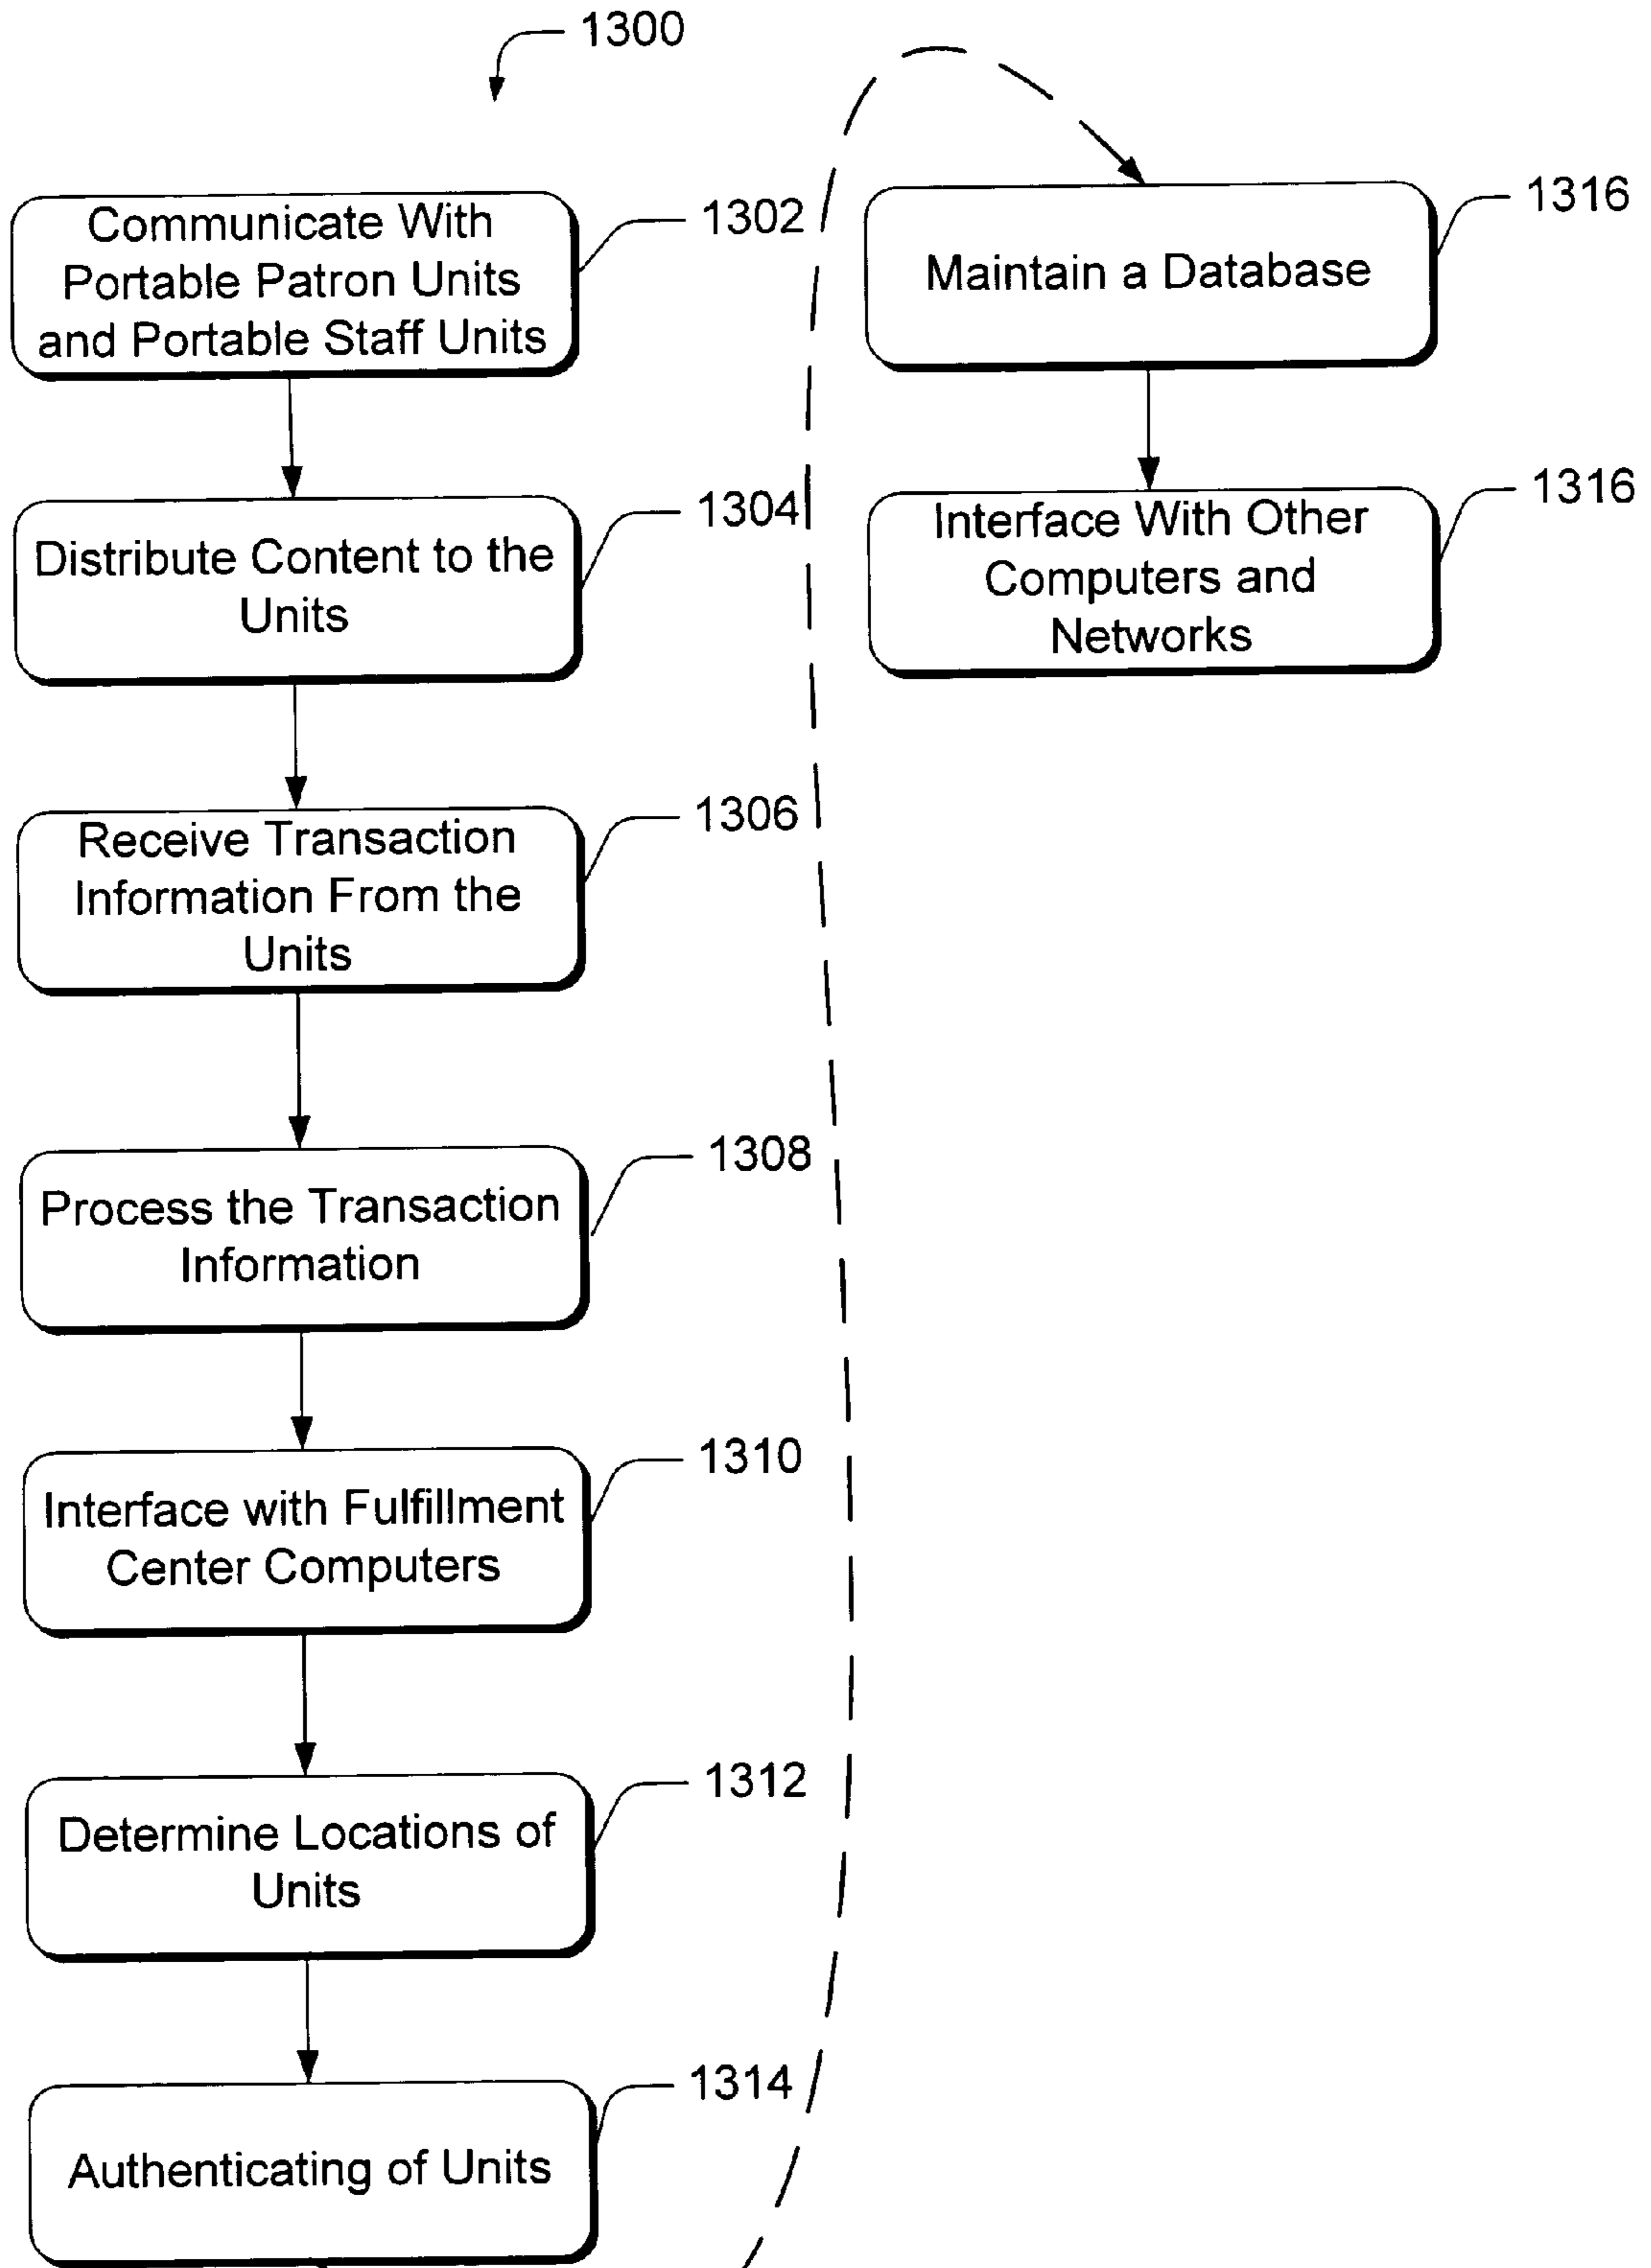 1300
Communicate With
Portable Patron Units
and Portable Staff Units
1302
Distribute Content to the
Units
1304
Receive Transaction
Information From the
Units
1306
Process the Transaction
Information
1308
Interface with Fulfillment
Center Computers
1310
Determine Locations of
Units
1312
Authenticating of Units
1314
Maintain a Database
1316
Interface With Other
Computers and
Networks
1316